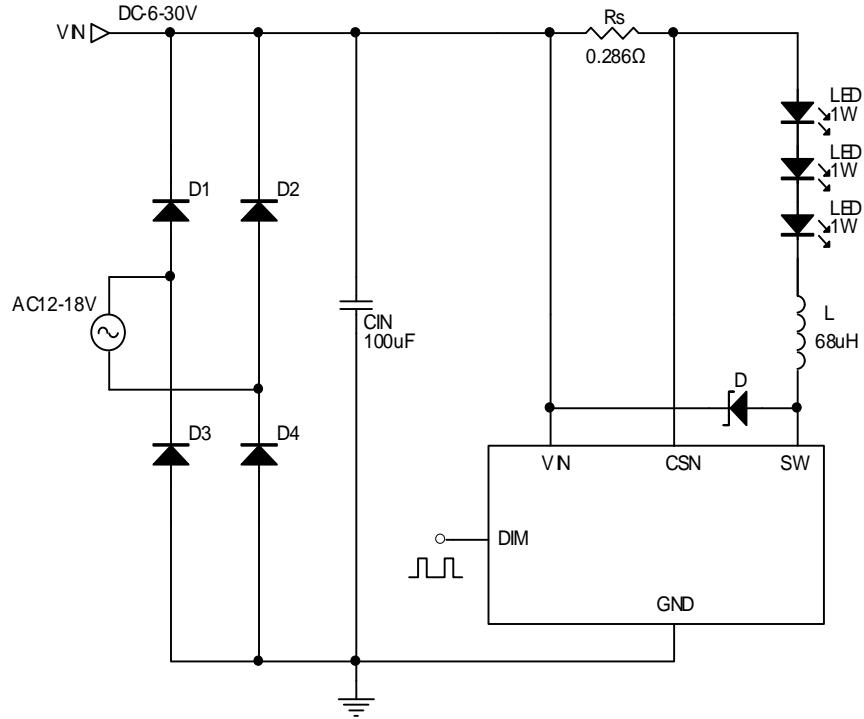 DC-6-30V
VIN
Rs
0.286Ω
LED
1W
LED
1W
LED
1W
D1
D2
AC12-18V
CIN
100uF
L
68uH
D
D3
D4
VIN
CSN
SW
DIM
GND